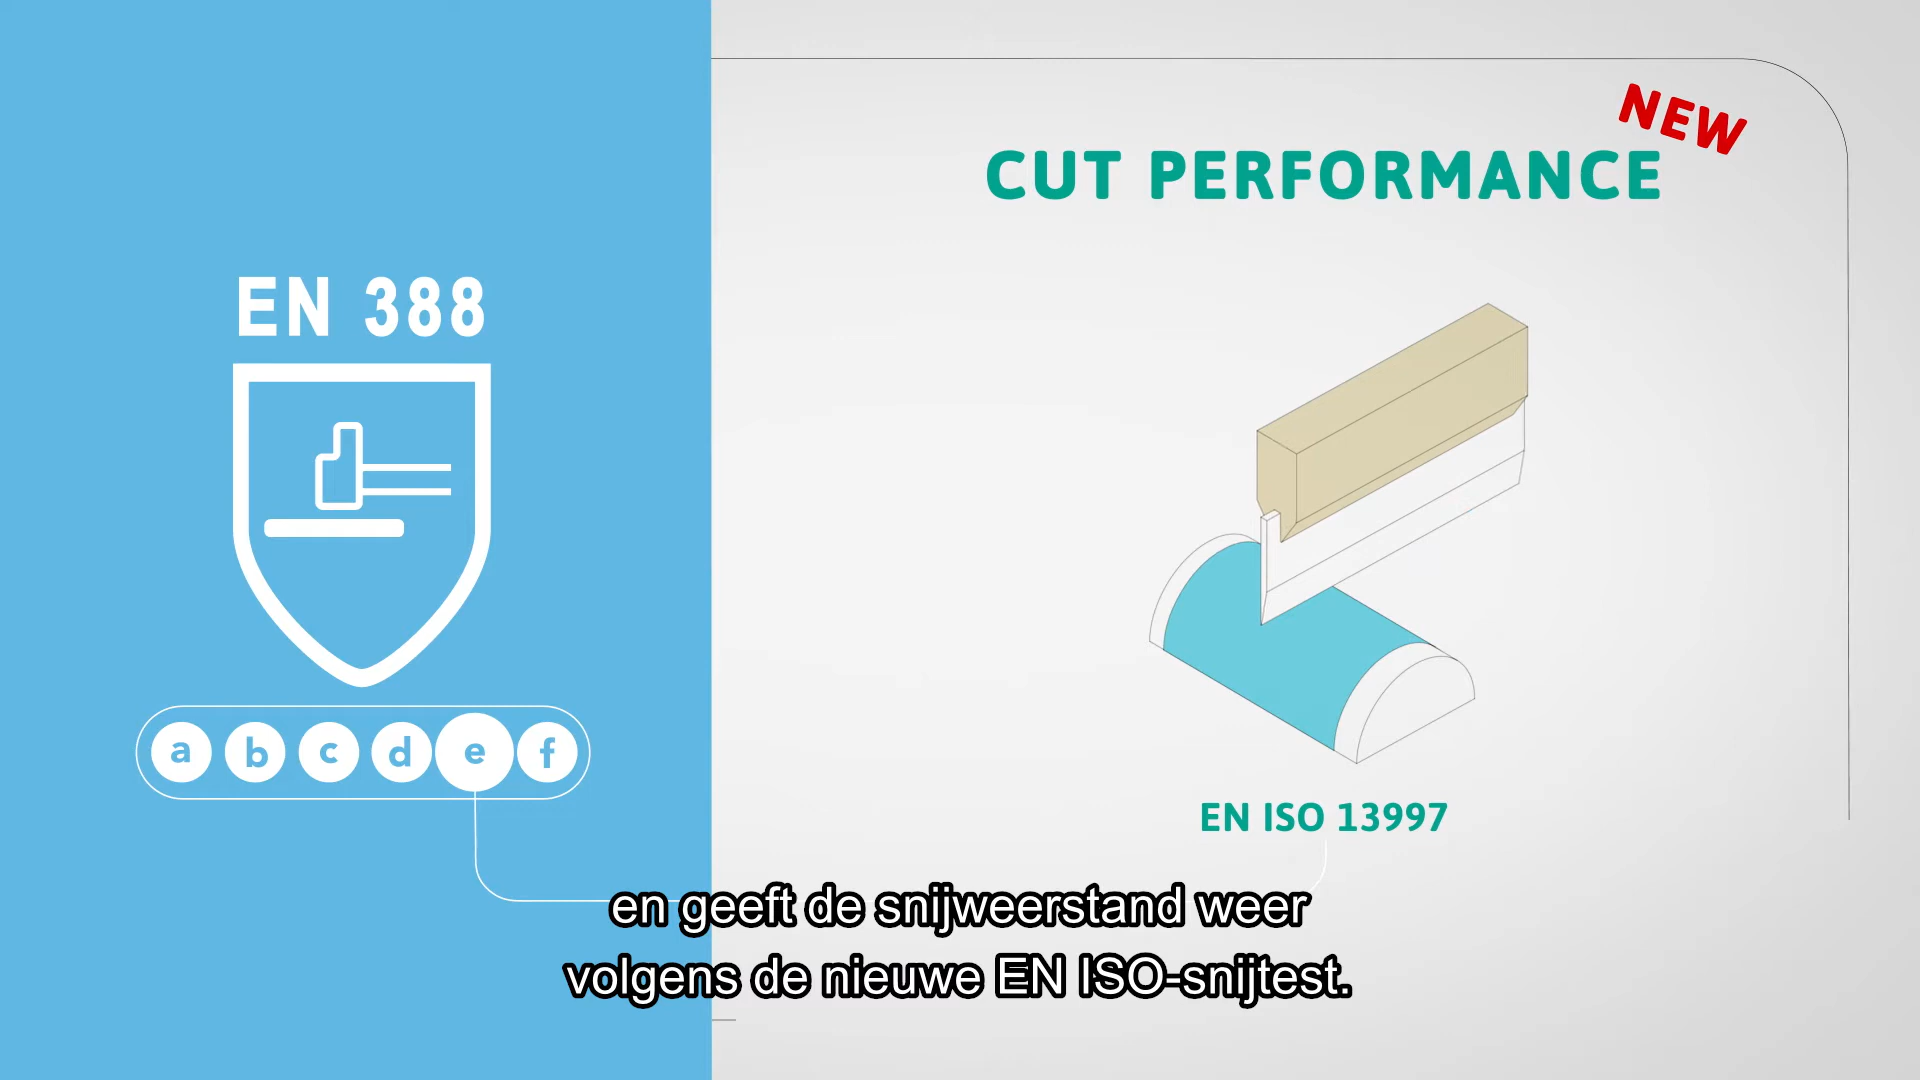 EN 388
a b c d e f
NEW
CUT PERFORMANCE
EN ISO 13997
en geeft de snijweerstand weer
volgens de nieuwe EN ISO-snijtest.